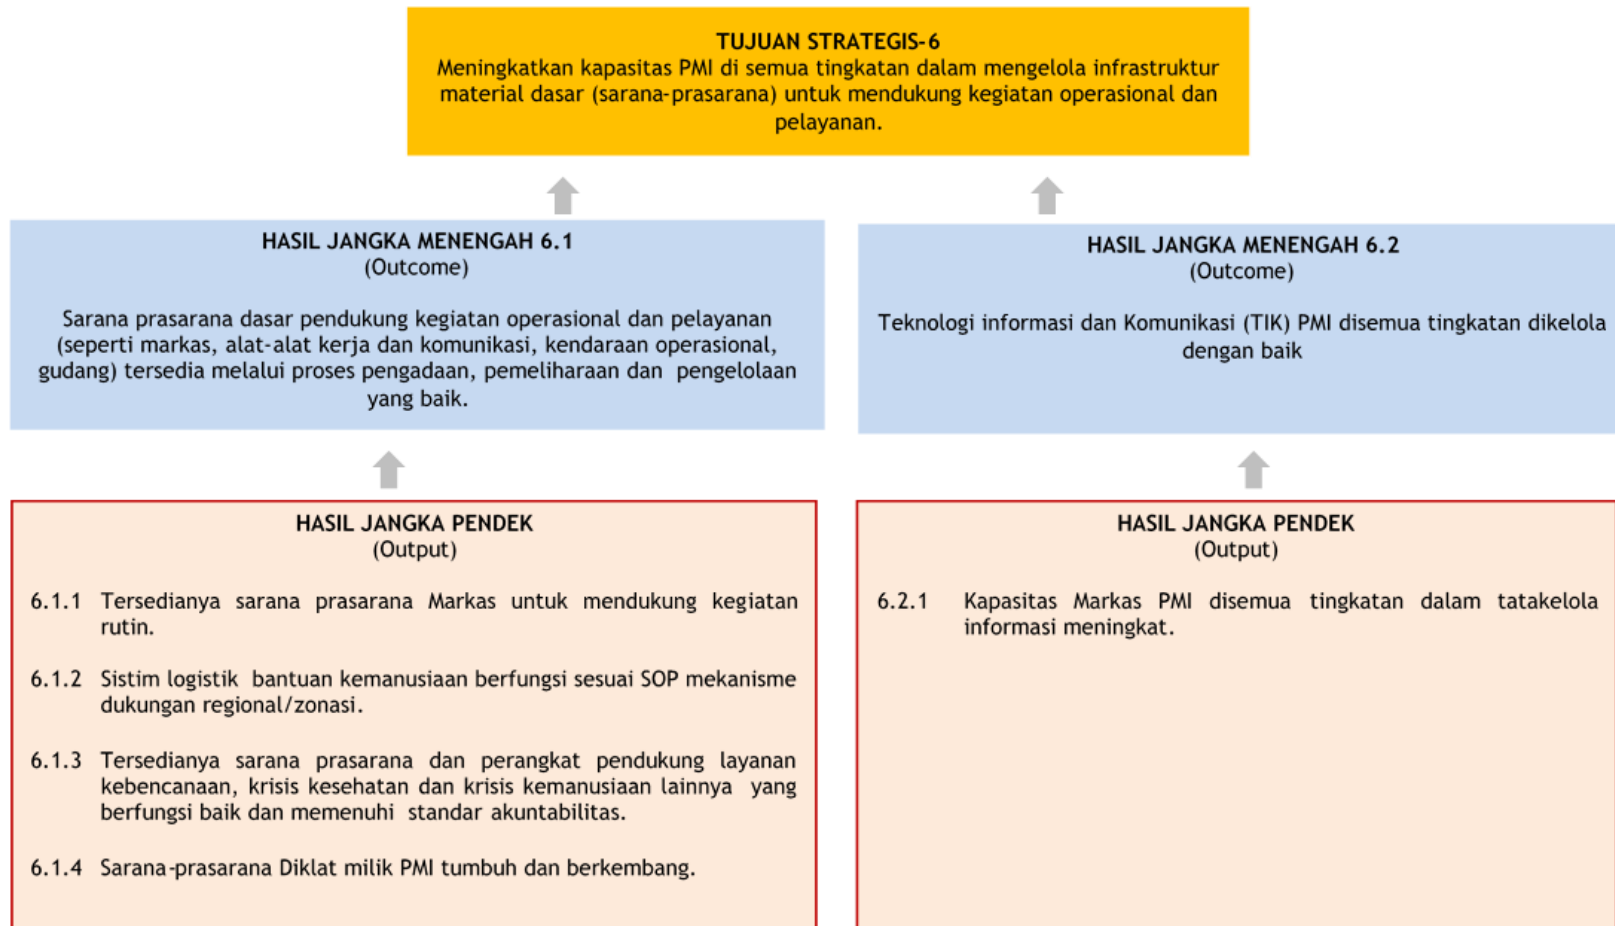 TUJUAN STRATEGIS-6
Meningkatkan kapasitas PMI di semua tingkatan dalam mengelola infrastruktur
material dasar (sarana-prasarana) untuk mendukung kegiatan operasional dan
pelayanan.
HASIL JANGKA MENENGAH 6.1
(Outcome)
Sarana prasarana dasar pendukung kegiatan operasional dan pelayanan
(seperti markas, alat-alat kerja dan komunikasi, kendaraan operasional,
gudang) tersedia melalui proses pengadaan, pemeliharaan dan pengelolaan
yang baik.
HASIL JANGKA MENENGAH 6.2
(Outcome)
Teknologi informasi dan Komunikasi (TIK) PMI disemua tingkatan dikelola
dengan baik
HASIL JANGKA PENDEK
(Output)
6.1.1 Tersedianya sarana prasarana Markas untuk mendukung kegiatan
rutin.
6.1.2 Sistim logistik bantuan kemanusiaan berfungsi sesuai SOP mekanisme
dukungan regional/zonasi.
6.1.3 Tersedianya sarana prasarana dan perangkat pendukung layanan
kebencanaan, krisis kesehatan dan krisis kemanusiaan lainnya yang
berfungsi baik dan memenuhi standar akuntabilitas.
6.1.4 Sarana-prasarana Diklat milik PMI tumbuh dan berkembang.
HASIL JANGKA PENDEK
(Output)
6.2.1 Kapasitas Markas PMI disemua tingkatan dalam tatakelola
informasi meningkat.